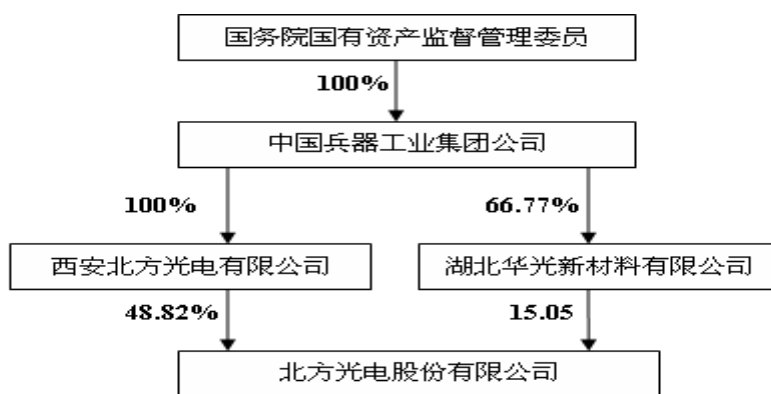 国务院国有资产监督管理委员
100%
中国兵器工业集团公司
100%
66.77%
西安北方光电有限公司
湖北华光新材料有限公司
48.82%
15.05
北方光电股份有限公司